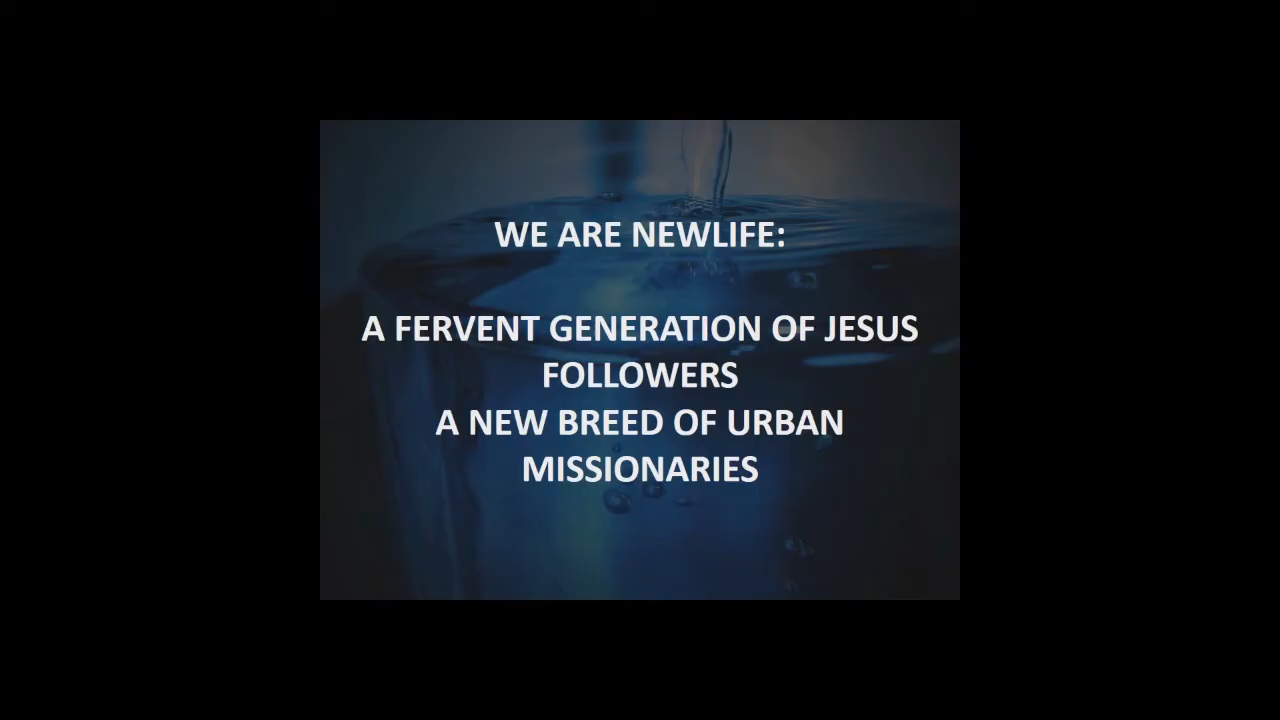 WE ARE NEWLIFE:
A FERVENT GENERATION OF JESUS
FOLLOWERS
A NEW BREED OF URBAN
MISSIONARIES